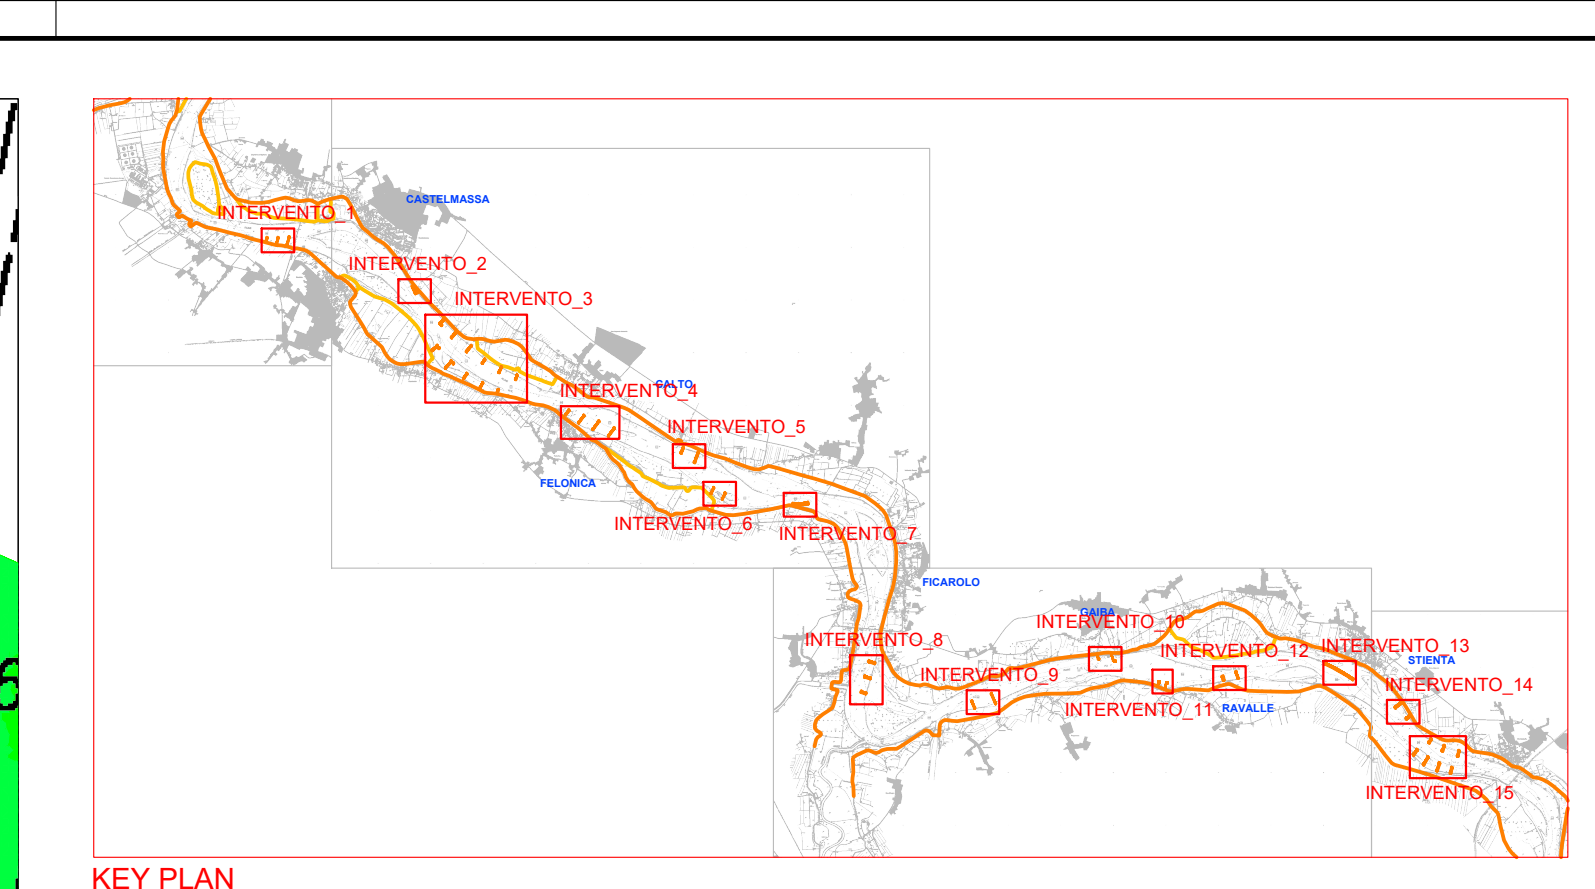 CASTELMASSA
INTERVENTO_1
INTERVENTO_2
INTERVENTO_3
CALTO
INTERVENTO_4
INTERVENTO_5
FELONICA
INTERVENTO_6
INTERVENTO_7
FICAROLO
GAIBA
INTERVENTO_10
INTERVENTO_8
INTERVENTO_13
INTERVENTO_12
STIENTA
INTERVENTO_9
INTERVENTO_14
INTERVENTO_11
RAVALLE
INTERVENTO_15
KEY PLAN